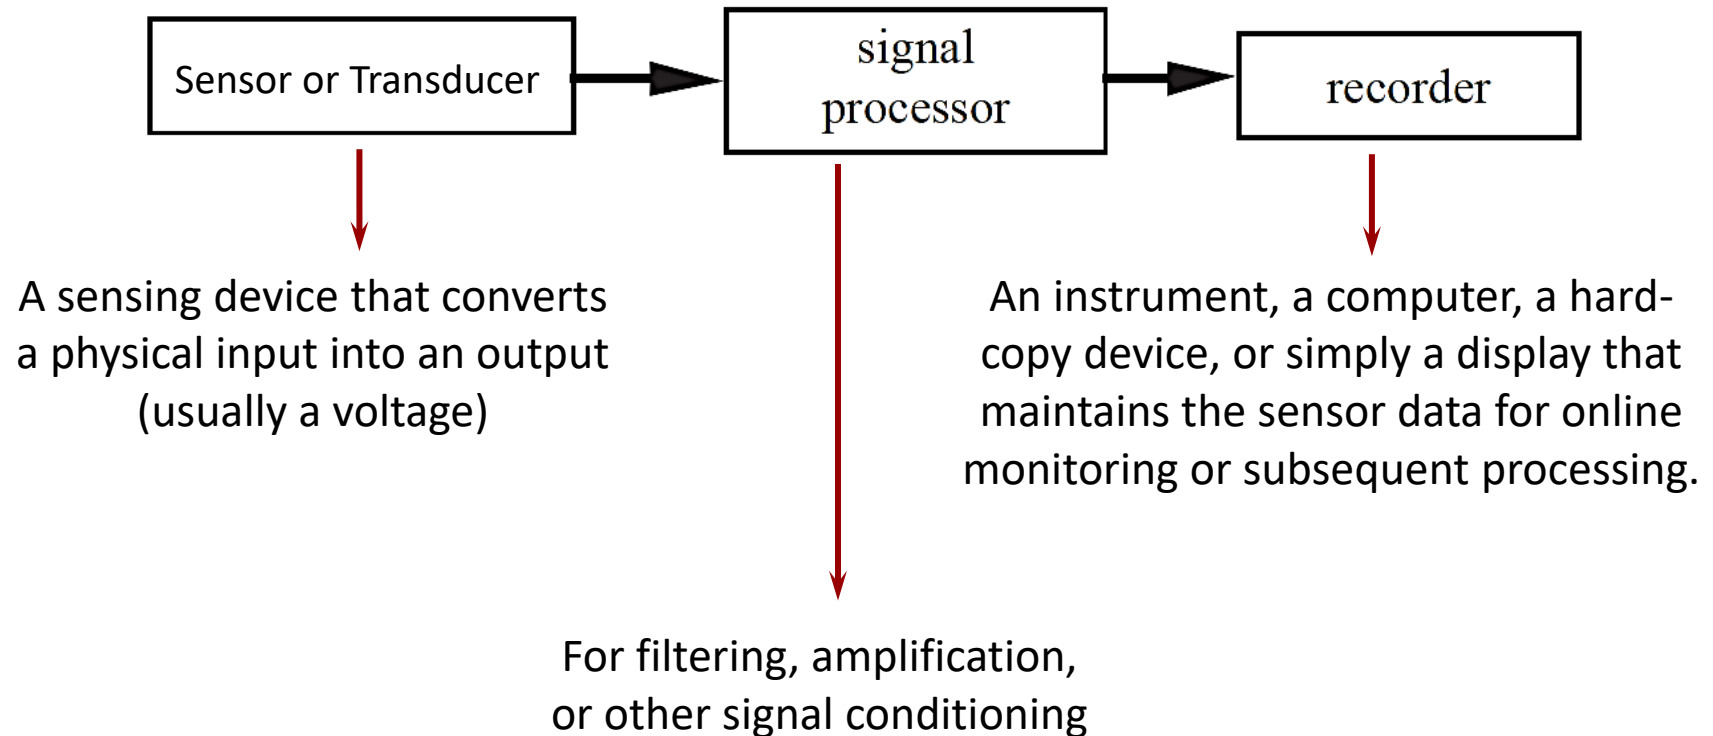 Sensor or Transducer
signal
processor
recorder
A sensing device that converts
a physical input into an output
(usually a voltage)
An instrument, a computer, a hard-
copy device, or simply a display that
maintains the sensor data for online
monitoring or subsequent processing.
For filtering, amplification,
or other signal conditioning